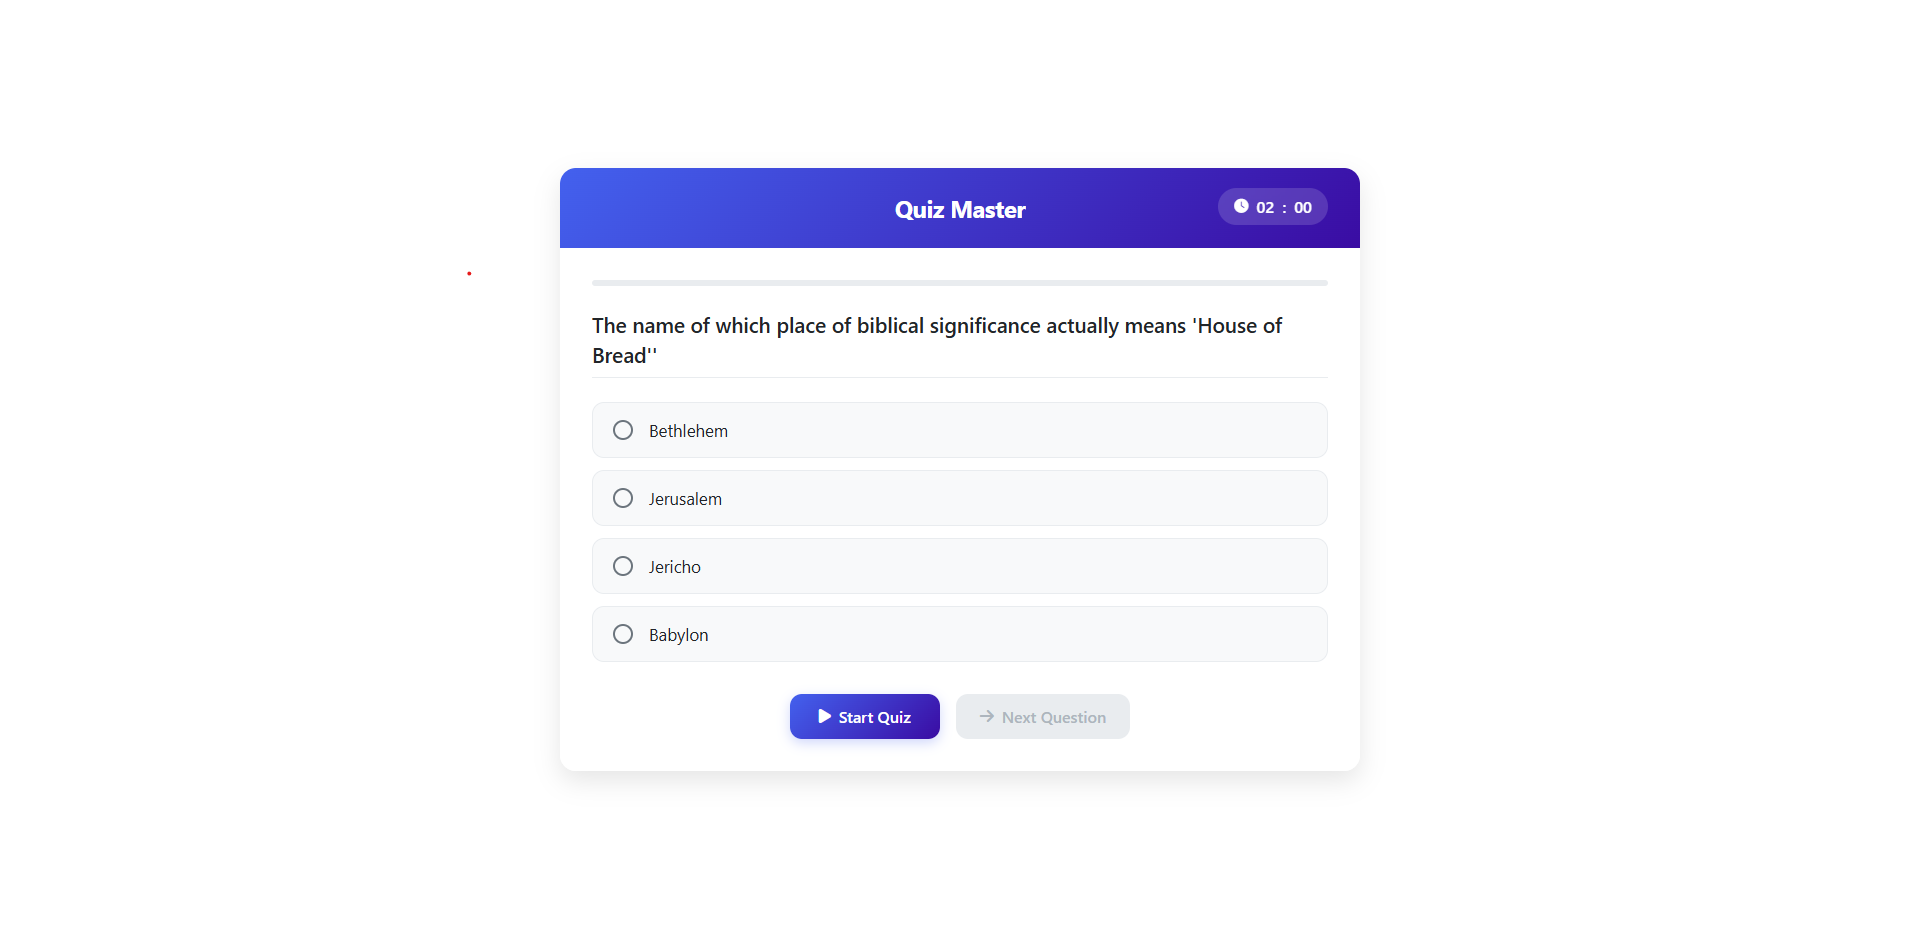 Quiz Master
02 : 00
The name of which place of biblical significance actually means 'House of
Bread''
Bethlehem
Jerusalem
Jericho
Babylon
Start Quiz
Next Question